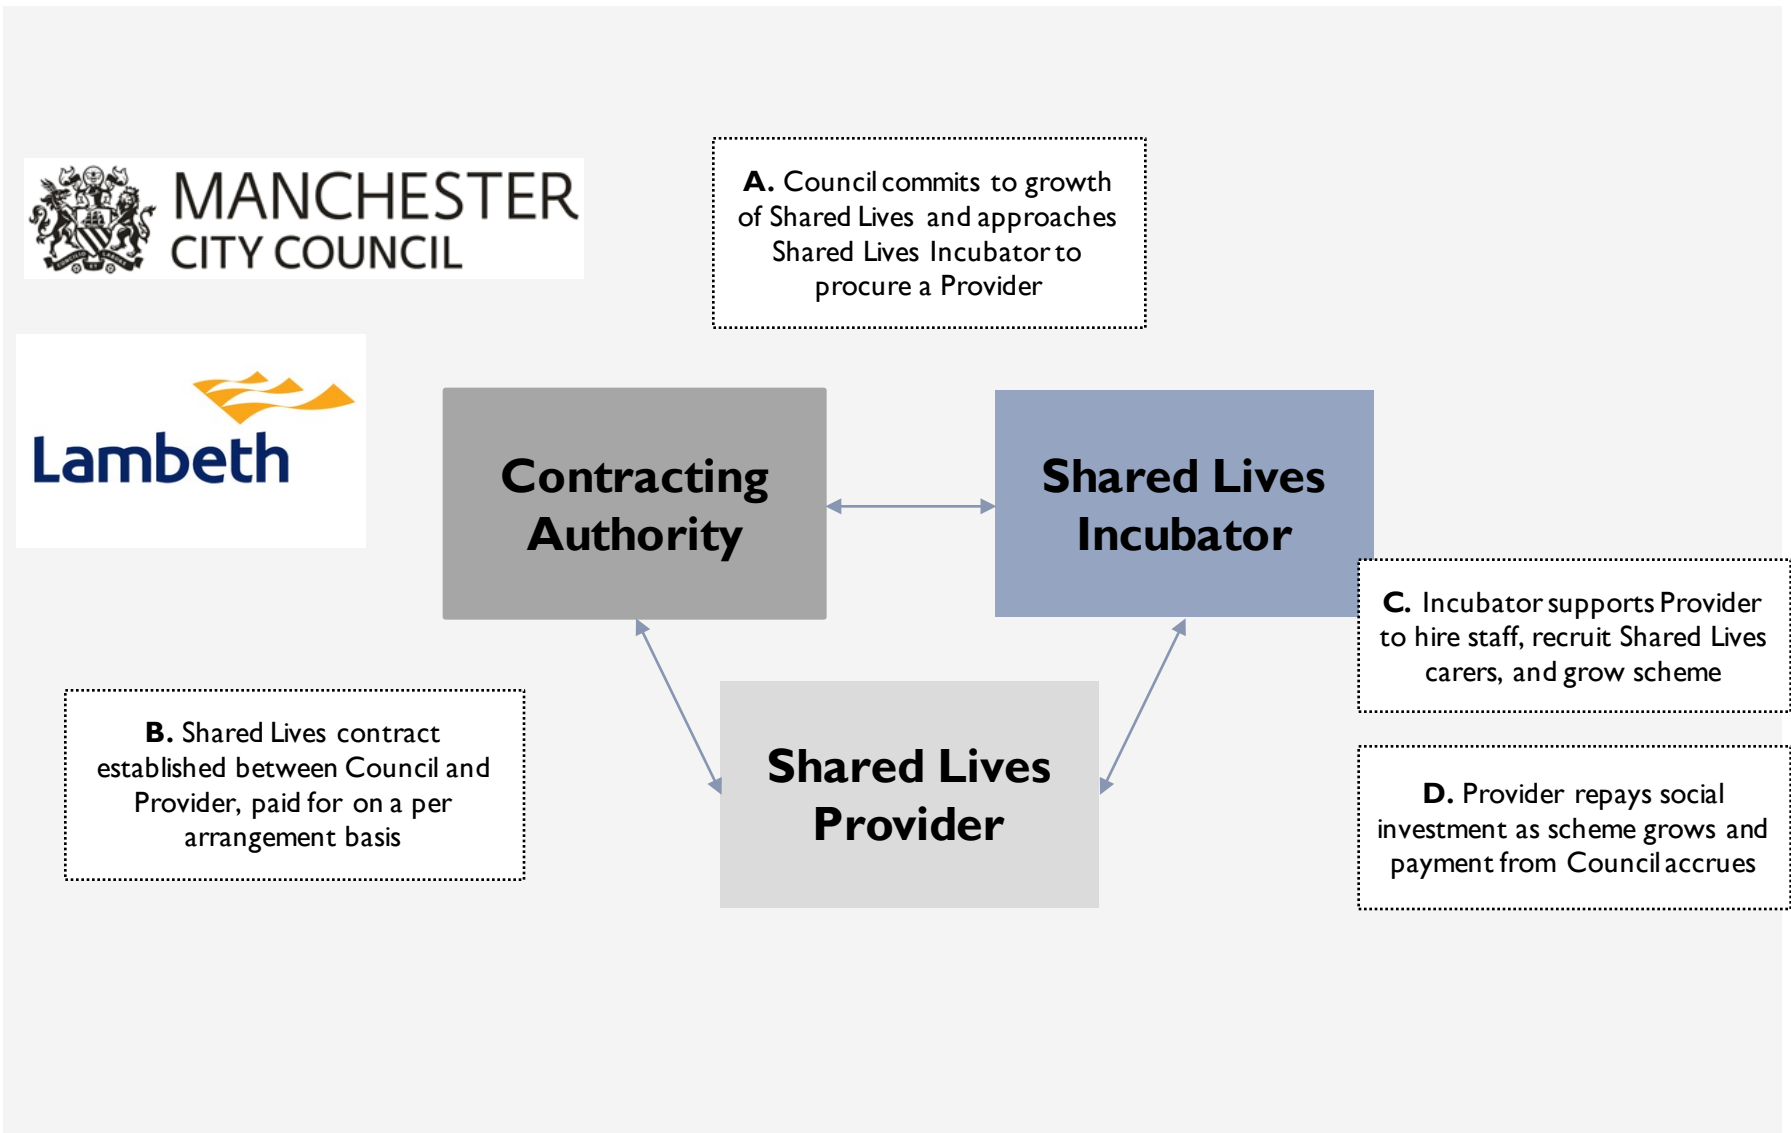 MANCHESTER
CITY COUNCIL
A. Council commits to growth
of Shared Lives and approaches
Shared Lives Incubator to
procure a Provider
Lambeth
Contracting
Authority
Shared Lives
Incubator
C. Incubator supports Provider
to hire staff, recruit Shared Lives
carers, and grow scheme
B. Shared Lives contract
established between Council and
Provider, paid for on a per
arrangement basis
Shared Lives
Provider
D. Provider repays social
investment as scheme grows and
payment from Council accrues